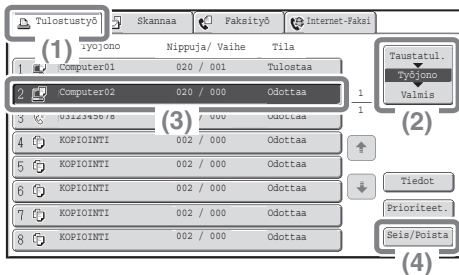 Tulostustyö Skannaa Faksityö Internet-Faksi
(1) Työjono Nippuja/ Vaihe Tila
1 Computer01 020 / 001 Tulostaa
2 Computer02 020 / 000 Odottaa
3 0312345678 (3) 002 / 000 Odottaa
4 KOPIOINTI 002 / 000 Odottaa
5 KOPIOINTI 002 / 000 Odottaa
6 KOPIOINTI 002 / 000 Odottaa
7 KOPIOINTI 002 / 000 Odottaa
8 KOPIOINTI 002 / 000 Odottaa
1
1
Taustatul.
Työjono
Valmis
(2)
Tiedot
Prioriteet.
Seis/Poista
(4)